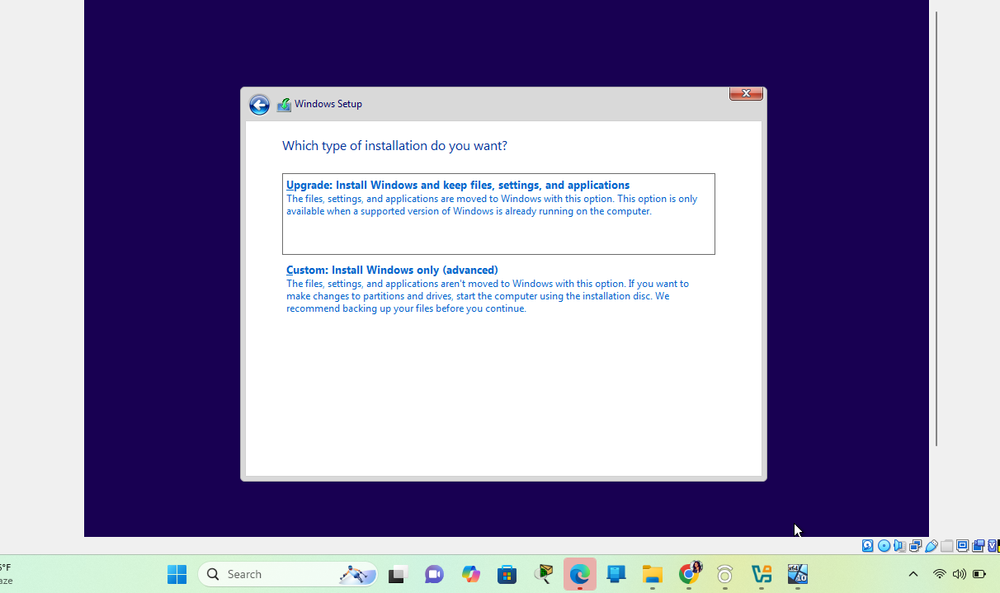 Windows Setup
Which type of installation do you want?
Upgrade: Install Windows and keep files, settings, and applications
The files, settings, and applications are moved to Windows with this option. This option is only
available when a supported version of Windows is already running on the computer.
Custom: Install Windows only (advanced)
The files, settings, and applications aren't moved to Windows with this option. If you want to
make changes to partitions and drives, start the computer using the installation disc. We
recommend backing up your files before you continue.
°F
Search
x64
10